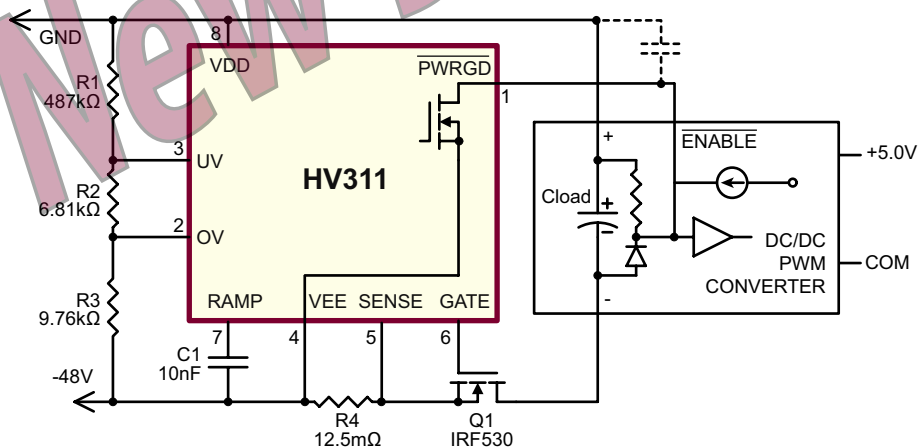 New
GND
8
VDD
PWRGD
1
R1
487kΩ
3
UV
ENABLE
+5.0V
HV311
R2
6.81kΩ
+
Cload
+
-
2
OV
DC/DC
PWM
CONVERTER
COM
R3
9.76kΩ
RAMP
VEE
SENSE
GATE
-
7
4
5
6
C1
10nF
-48V
R4
12.5mΩ
Q1
IRF530